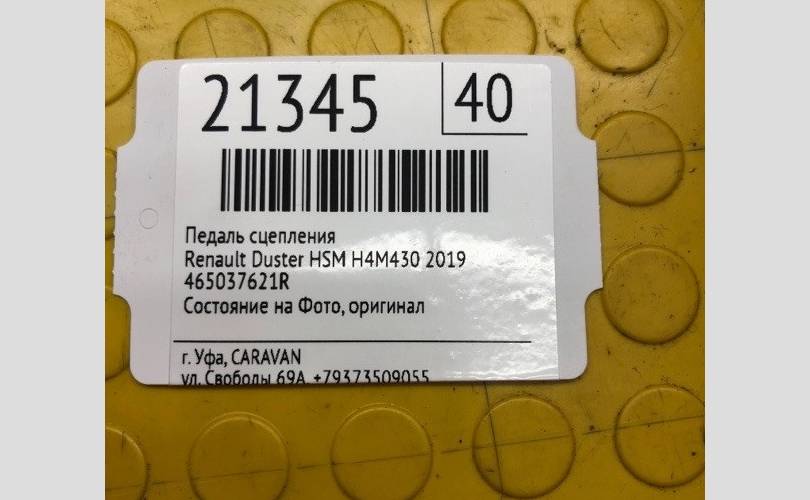 21345 40
Педаль сцепления
Renault Duster HSM H4M430 2019
465037621R
Состояние на Фото, оригинал
г. Уфа, CARAVAN
ул. Свободы 69А, +79373509055